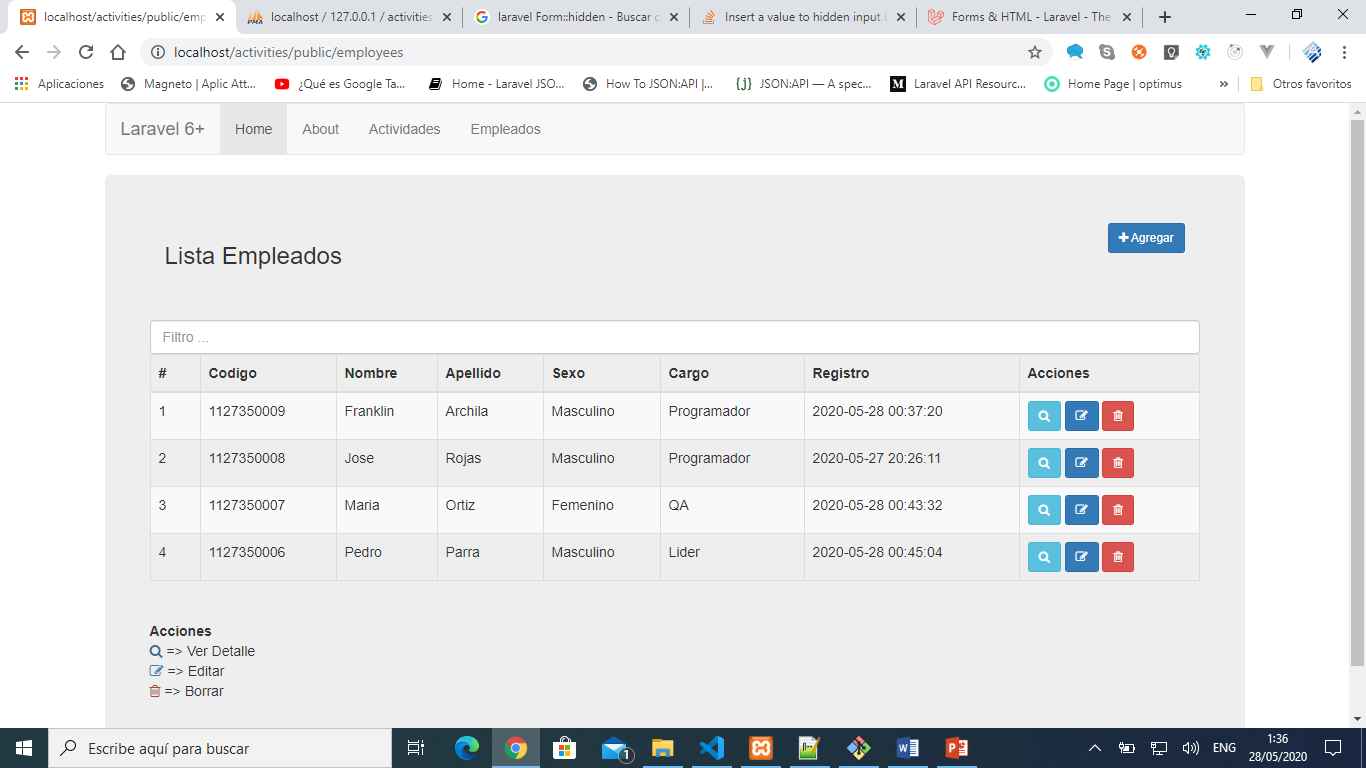 localhost/activities/public/emp
localhost / 127.0.0.1 / activities
laravel Form::hidden - Buscar c
Insert a value to hidden input L
Forms & HTML - Laravel - The
localhost/activities/public/employees
Aplicaciones
Magneto | Aplic Att...
¿Qué es Google Ta...
Home - Laravel JSO...
How To JSON:API |...
{j} JSON:API — A spec...
M Laravel API Resourc...
Home Page | optimus
»
Otros favoritos
Laravel 6+ Home About Actividades Empleados
Lista Empleados
Agregar
Filtro ...
# Codigo Nombre Apellido Sexo Cargo Registro Acciones
1 1127350009 Franklin Archila Masculino Programador 2020-05-28 00:37:20
2 1127350008 Jose Rojas Masculino Programador 2020-05-27 20:26:11
3 1127350007 Maria Ortiz Femenino QA 2020-05-28 00:43:32
4 1127350006 Pedro Parra Masculino Lider 2020-05-28 00:45:04
Acciones
=> Ver Detalle
=> Editar
=> Borrar
Escribe aquí para buscar
1
ENG
1:36
28/05/2020